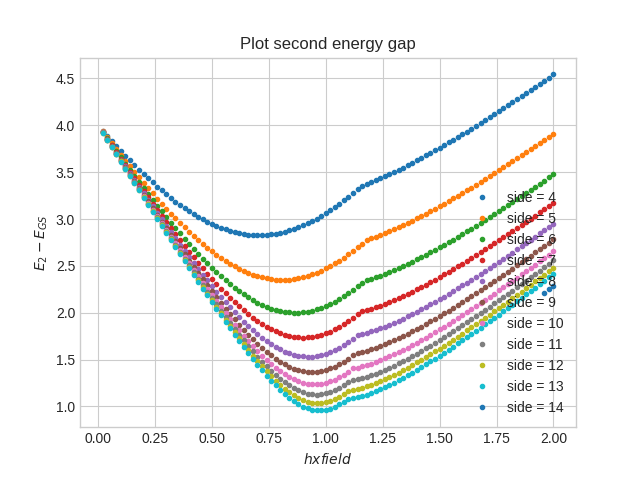 Plot second energy gap
4.5
4.0
3.5
3.0
2.5
2.0
1.5
1.0
E2 − EGS
0.00 0.25 0.50 0.75 1.00 1.25 1.50 1.75 2.00
hxfield
side = 4
side = 5
side = 6
side = 7
side = 8
side = 9
side = 10
side = 11
side = 12
side = 13
side = 14